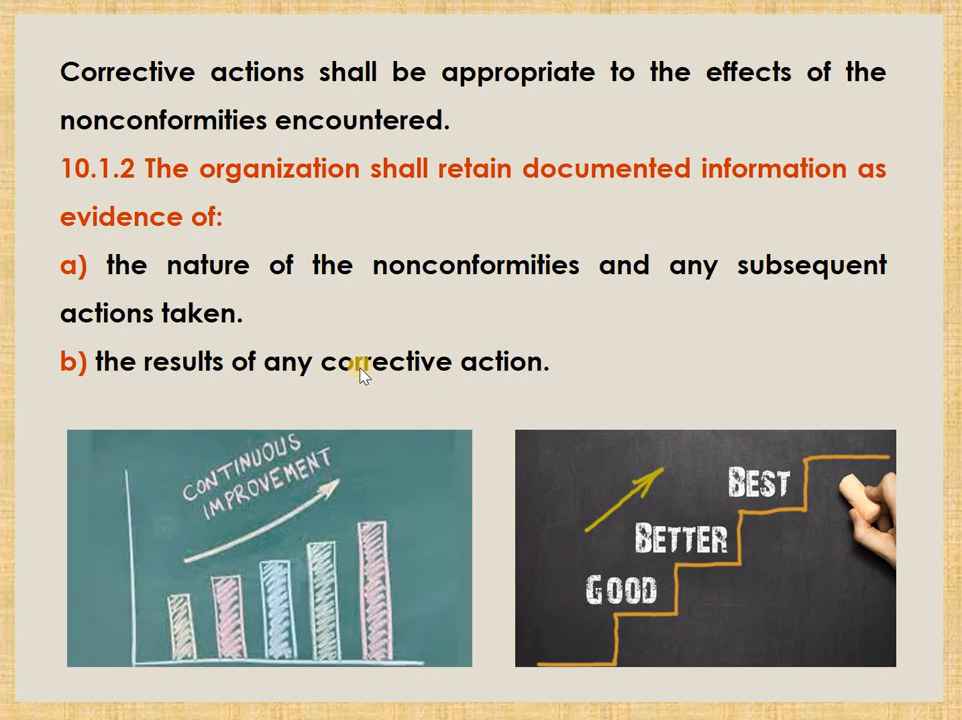 Corrective actions shall be appropriate to the effects of the
nonconformities encountered.
10.1.2 The organization shall retain documented information as
evidence of:
a) the nature of the nonconformities and any subsequent
actions taken.
b) the results of any corrective action.
CONTINUOUS
IMPROVEMENT
BEST
BETTER
GOOD